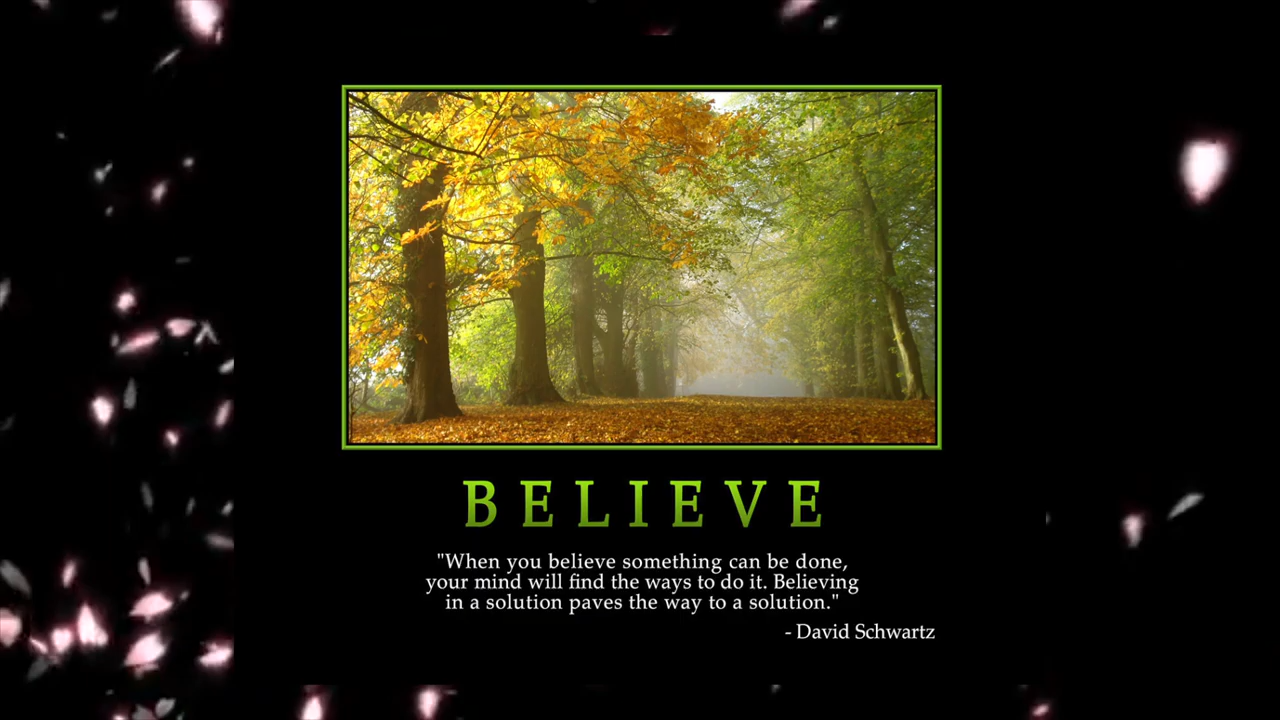 BELIEVE
"When you believe something can be done,
your mind will find the ways to do it. Believing
in a solution paves the way to a solution."
- David Schwartz